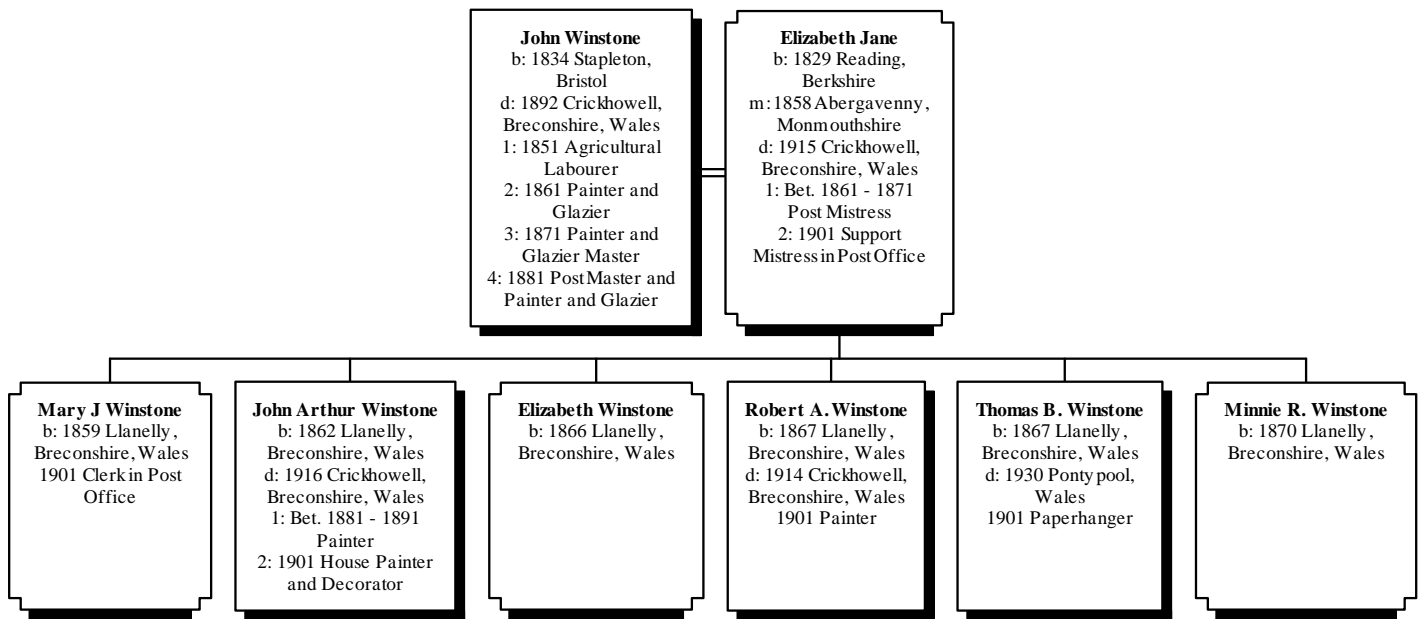 John Winstone
b: 1834 Stapleton,
Bristol
d: 1892 Crickhowell,
Breconshire, Wales
1: 1851 Agricultural
Labourer
2: 1861 Painter and
Glazier
3: 1871 Painter and
Glazier Master
4: 1881 Post Master and
Painter and Glazier
Elizabeth Jane
b: 1829 Reading,
Berkshire
m: 1858 Abergavenny,
Monmouthshire
d: 1915 Crickhowell,
Breconshire, Wales
1: Bet. 1861 - 1871
Post Mistress
2: 1901 Support
Mistress in Post Office
Mary J Winstone
b: 1859 Llanelly,
Breconshire, Wales
1901 Clerk in Post
Office
John Arthur Winstone
b: 1862 Llanelly,
Breconshire, Wales
d: 1916 Crickhowell,
Breconshire, Wales
1: Bet. 1881 - 1891
Painter
2: 1901 House Painter
and Decorator
Elizabeth Winstone
b: 1866 Llanelly,
Breconshire, Wales
Robert A. Winstone
b: 1867 Llanelly,
Breconshire, Wales
d: 1914 Crickhowell,
Breconshire, Wales
1901 Painter
Thomas B. Winstone
b: 1867 Llanelly,
Breconshire, Wales
d: 1930 Pontypool,
Wales
1901 Paperhanger
Minnie R. Winstone
b: 1870 Llanelly,
Breconshire, Wales